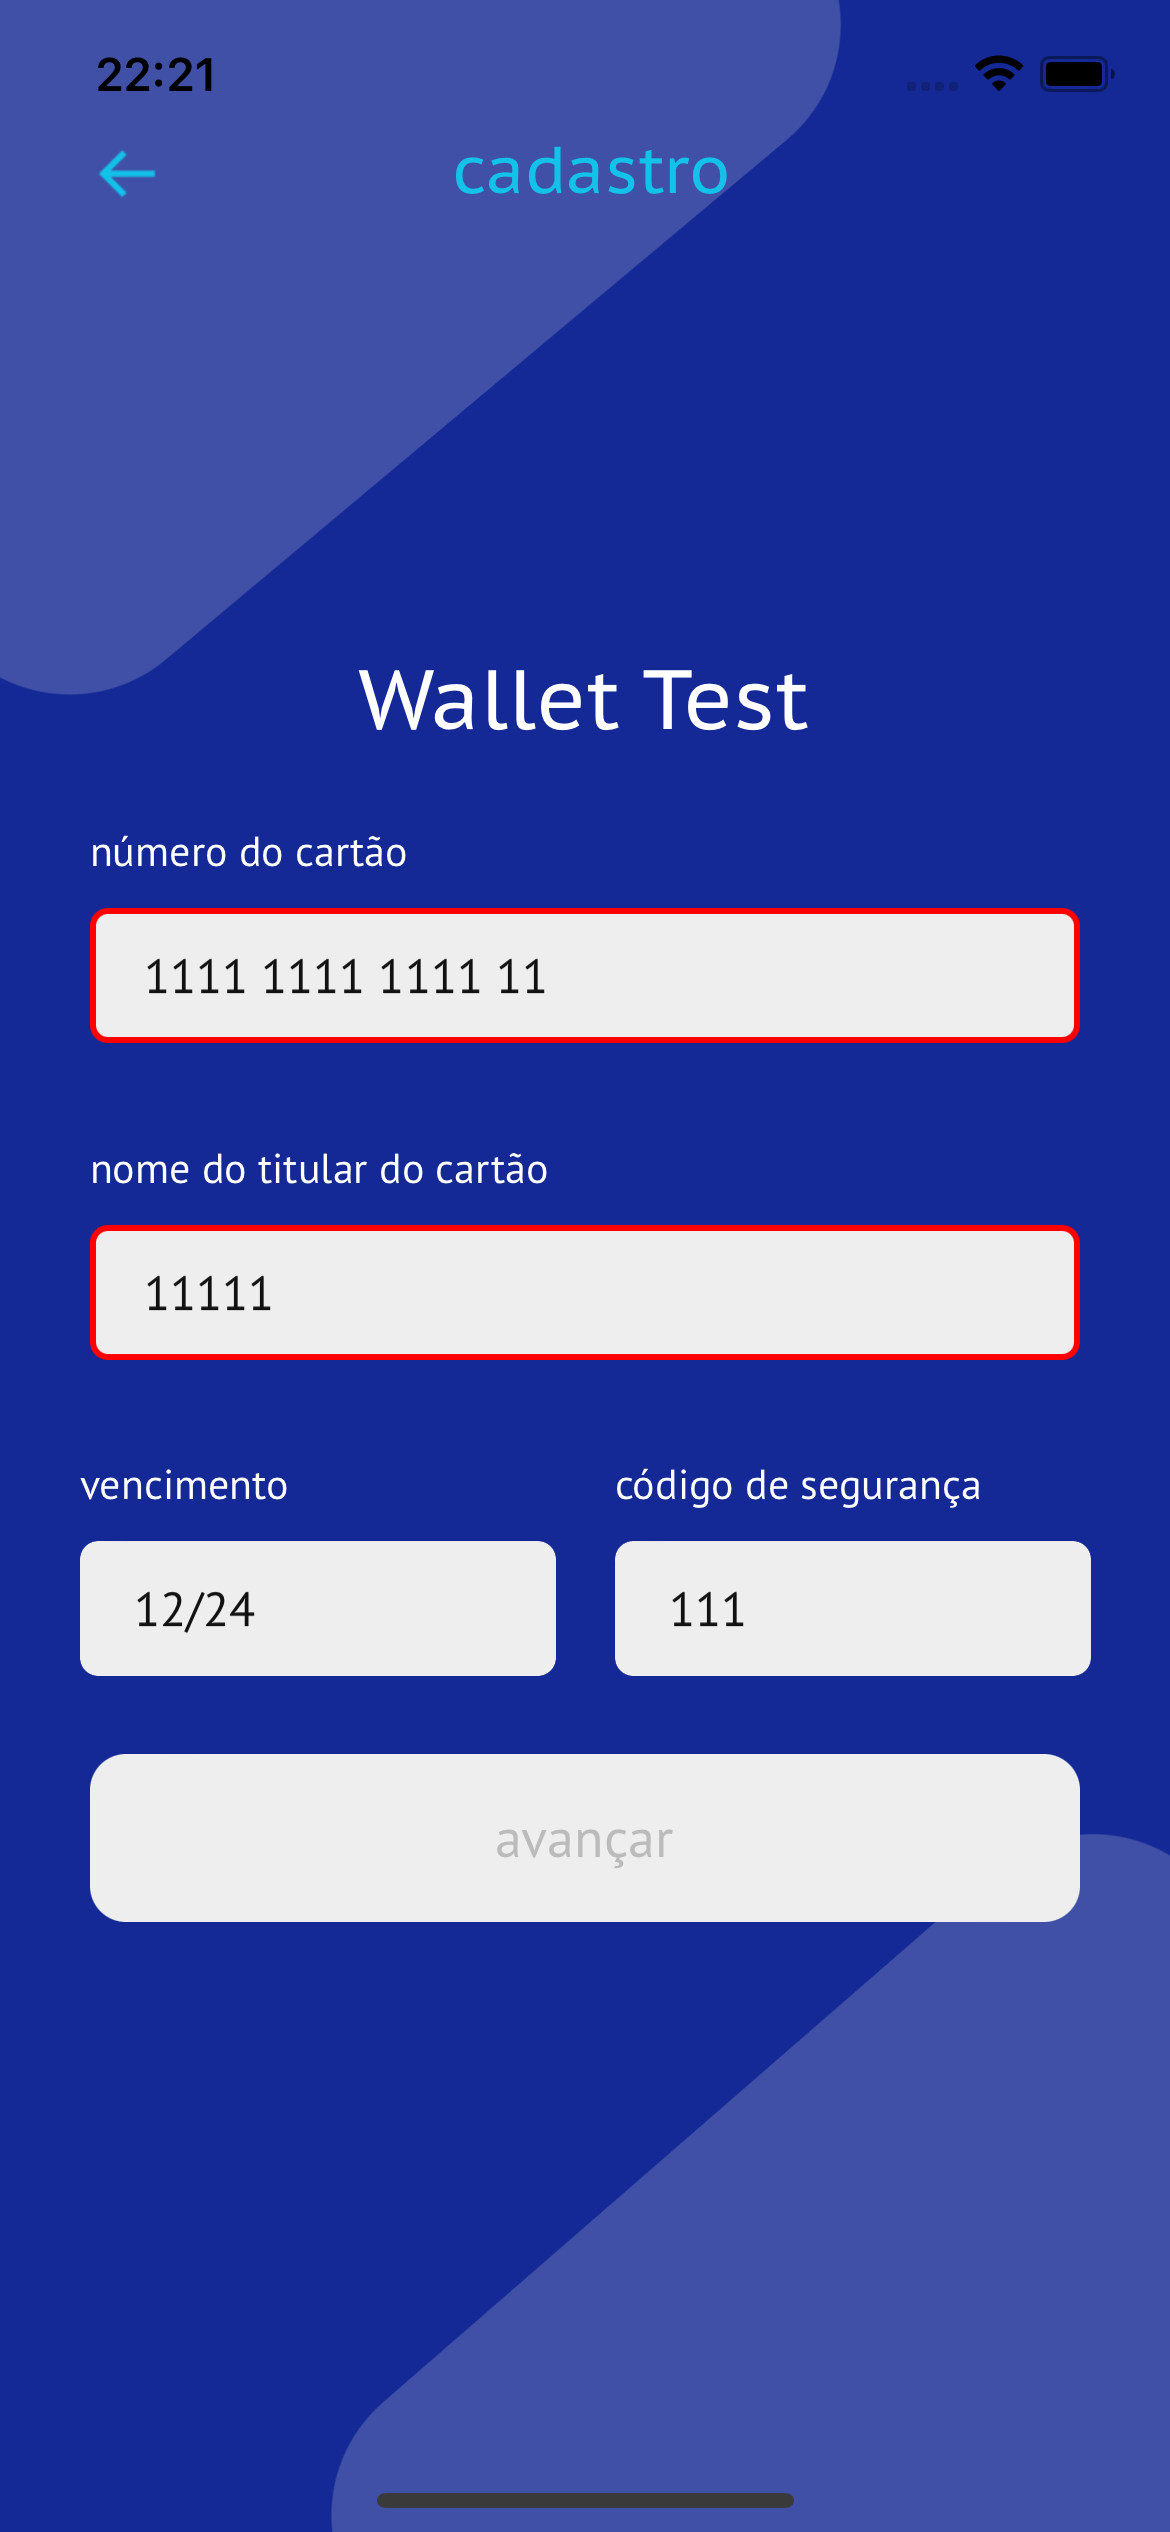 22:21
cadastro
Wallet Test
número do cartão
1111 1111 1111 11
nome do titular do cartão
11111
vencimento
código de segurança
12/24
111
avançar